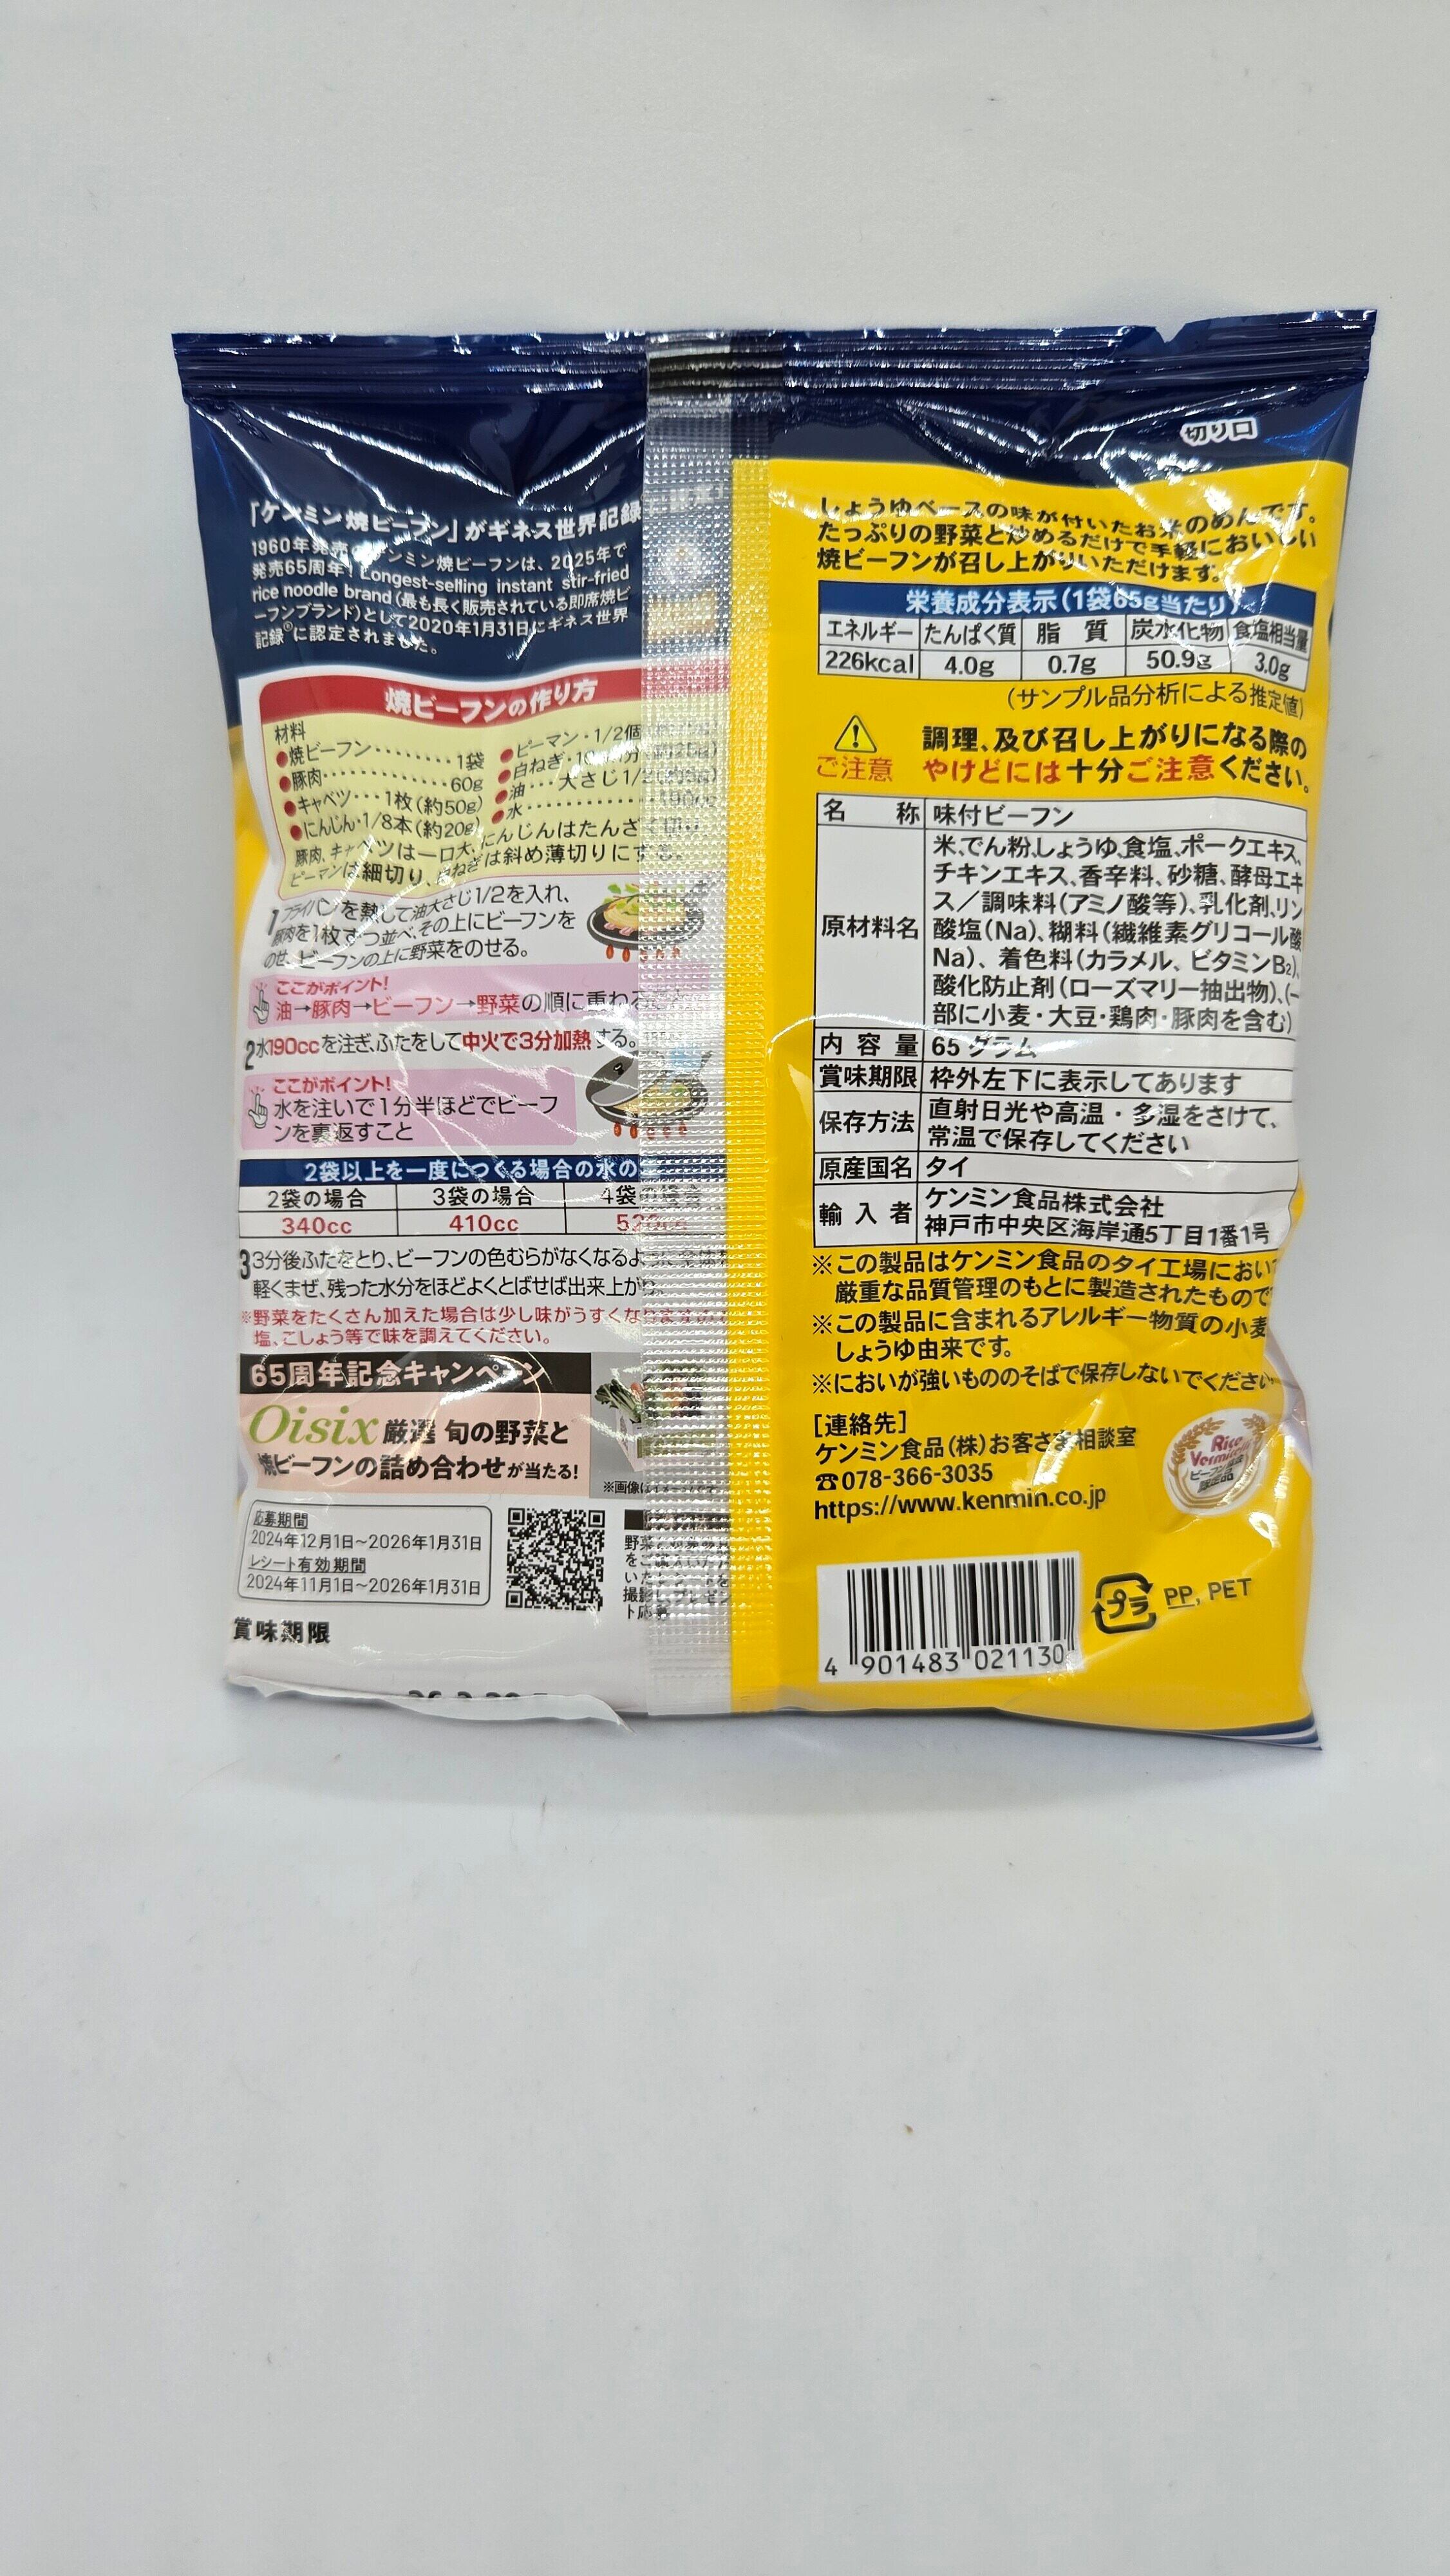 切り口
「ケンミン焼ビーフン」がギネス世界記録
1960年発売 ケンミン焼ビーフンは、2025年で
発売65周年! Longest-selling instant stir-fried
rice noodle brand(最も長く販売されている即席焼ビ
ーフンブランド)として2020年1月31日にギネス世界
記録®に認定されました。
焼ビーフンの作り方
材料
●焼ビーフン‥‥‥‥‥1袋
●豚肉‥‥‥‥‥‥60g
●キャベツ‥‥1枚(約50g)
●にんじん・1/8本(約20g)
●ピーマン・1/2個
●白ねぎ・
●油‥‥大さじ1/2
●水‥‥‥‥‥190cc
豚肉、キャベツは一口大、にんじんはたんざ
ピーマンは細切り、白ねぎは斜め薄切りにする。
1フライパンを熱して油大さじ1/2を入れ、
豚肉を1枚ずつ並べ、その上にビーフンを
のせ、ビーフンの上に野菜をのせる。
ここがポイント!
油→豚肉→ビーフン→野菜の順に重ねる
2水190ccを注ぎ、ふたをして中火で3分加熱する。
ここがポイント!
水を注いで1分半ほどでビーフ
ンを裏返すこと
2袋以上を一度につくる場合の水の
2袋の場合 3袋の場合 4袋の場合
340cc 410cc
33分後ふたをとり、ビーフンの色むらがなくなるよ
軽くまぜ、残った水分をほどよくとばせば出来上がり。
※野菜をたくさん加えた場合は少し味がうすくなります
塩、こしょう等で味を調えてください。
65周年記念キャンペーン
Oisix厳選 旬の野菜と
焼ビーフンの詰め合わせが当たる!
※画像は
応募期間
2024年12月1日〜2026年1月31日
レシート有効期間
2024年11月1日〜2026年1月31日
賞味期限
しょうゆベースの味が付いたお米のめんです。
たっぷりの野菜と炒めるだけで手軽においしい
焼ビーフンが召し上がりいただけます。
栄養成分表示(1袋65g当たり)
エネルギー たんぱく質 脂質 炭水化物 食塩相当量
226kcal 4.0g 0.7g 50.9g 3.0g
(サンプル品分析による推定値)
ご注意
調理、及び召し上がりになる際の
やけどには十分ご注意ください。
名称 味付ビーフン
原材料名 米、でん粉、しょうゆ、食塩、ポークエキス、
チキンエキス、香辛料、砂糖、酵母エキ
ス/調味料(アミノ酸等)、乳化剤、リン
酸塩(Na)、糊料(繊維素グリコール酸
Na)、着色料(カラメル、ビタミンB₂)、
酸化防止剤(ローズマリー抽出物)、(一
部に小麦・大豆・鶏肉・豚肉を含む)
内容量 65グラム
賞味期限 枠外左下に表示してあります
保存方法 直射日光や高温・多湿をさけて、
常温で保存してください
原産国名 タイ
輸入者 ケンミン食品株式会社
神戸市中央区海岸通5丁目1番1号
※この製品はケンミン食品のタイ工場において
厳重な品質管理のもとに製造されたもので
※この製品に含まれるアレルギー物質の小麦
しょうゆ由来です。
※においが強いもののそばで保存しないでください
[連絡先]
ケンミン食品(株)お客さま相談室
☎078-366-3035
https://www.kenmin.co.jp
Rice
Vermicelli
プラ PP, PET
4 901483 021130